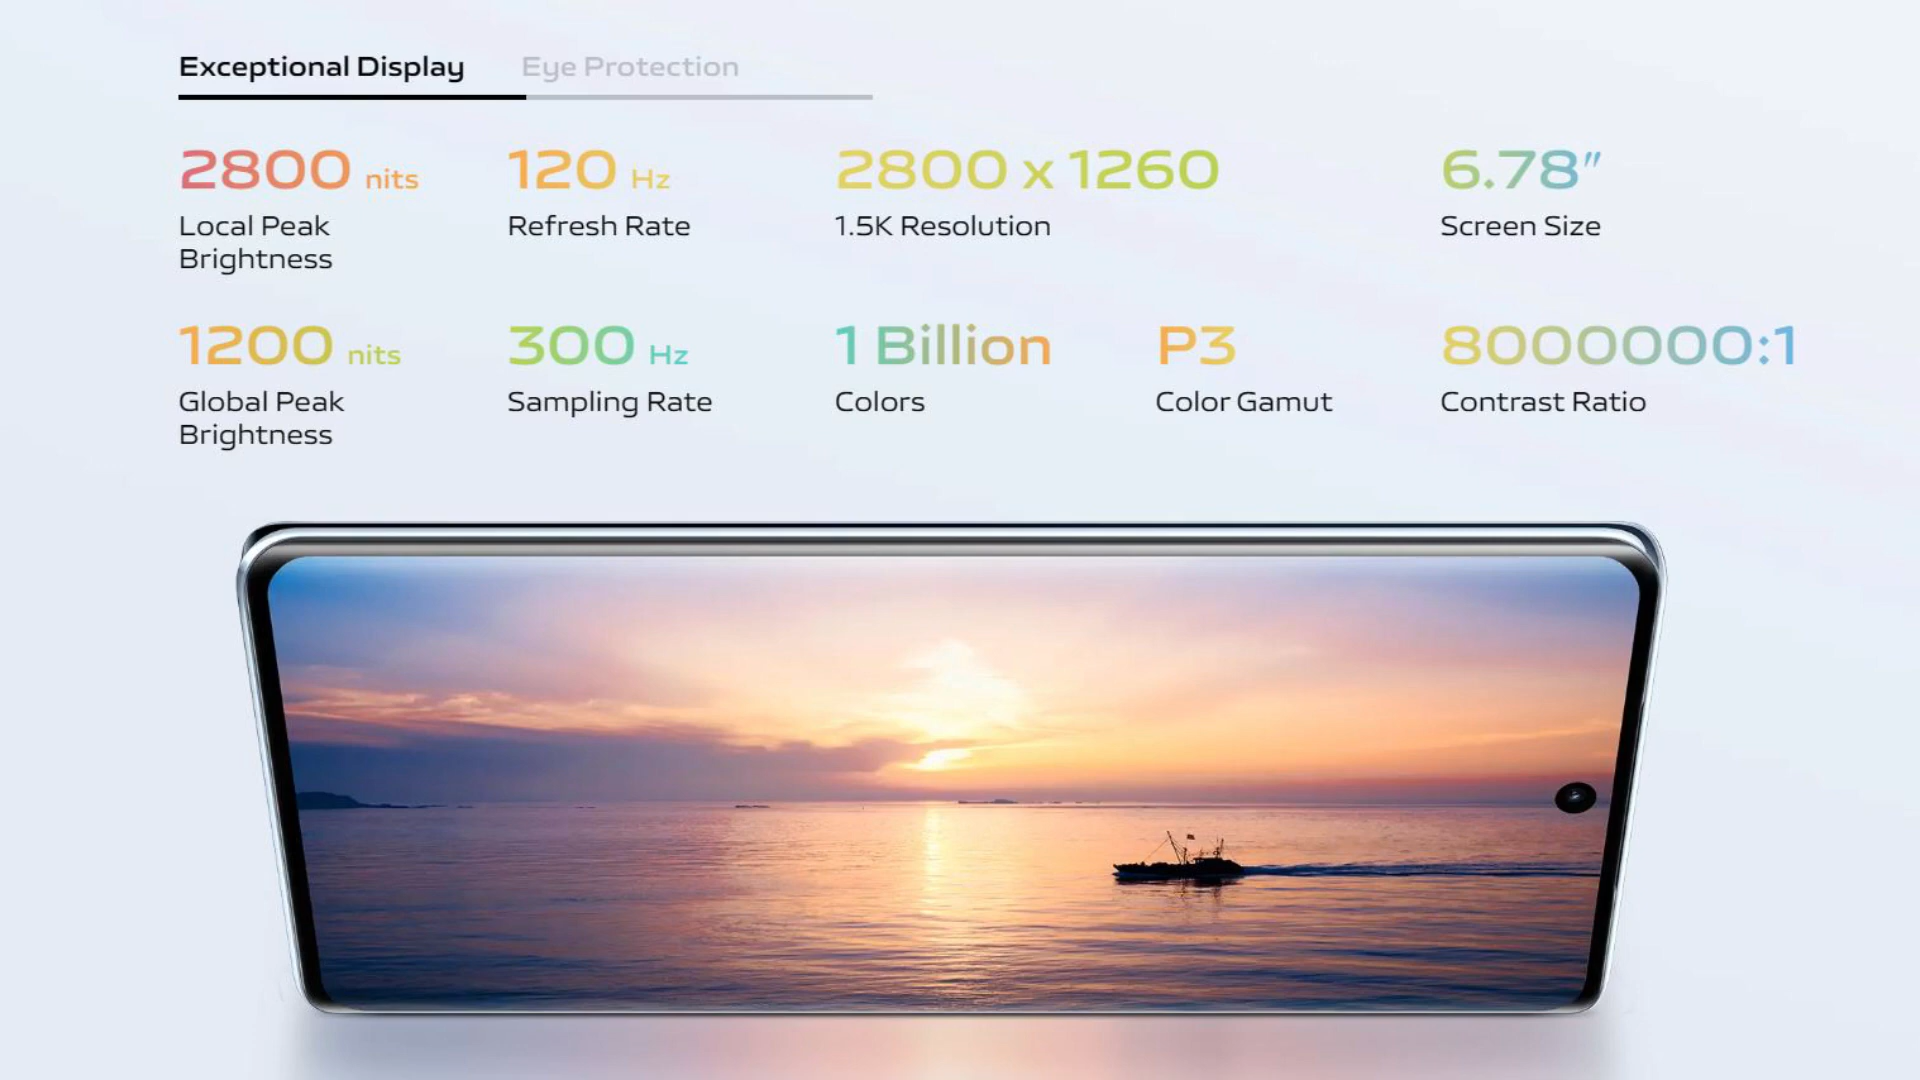 Exceptional Display
Eye Protection
2800 nits
Local Peak
Brightness
120 Hz
Refresh Rate
2800 x 1260
1.5K Resolution
6.78″
Screen Size
1200 nits
Global Peak
Brightness
300 Hz
Sampling Rate
1 Billion
Colors
P3
Color Gamut
8000000:1
Contrast Ratio